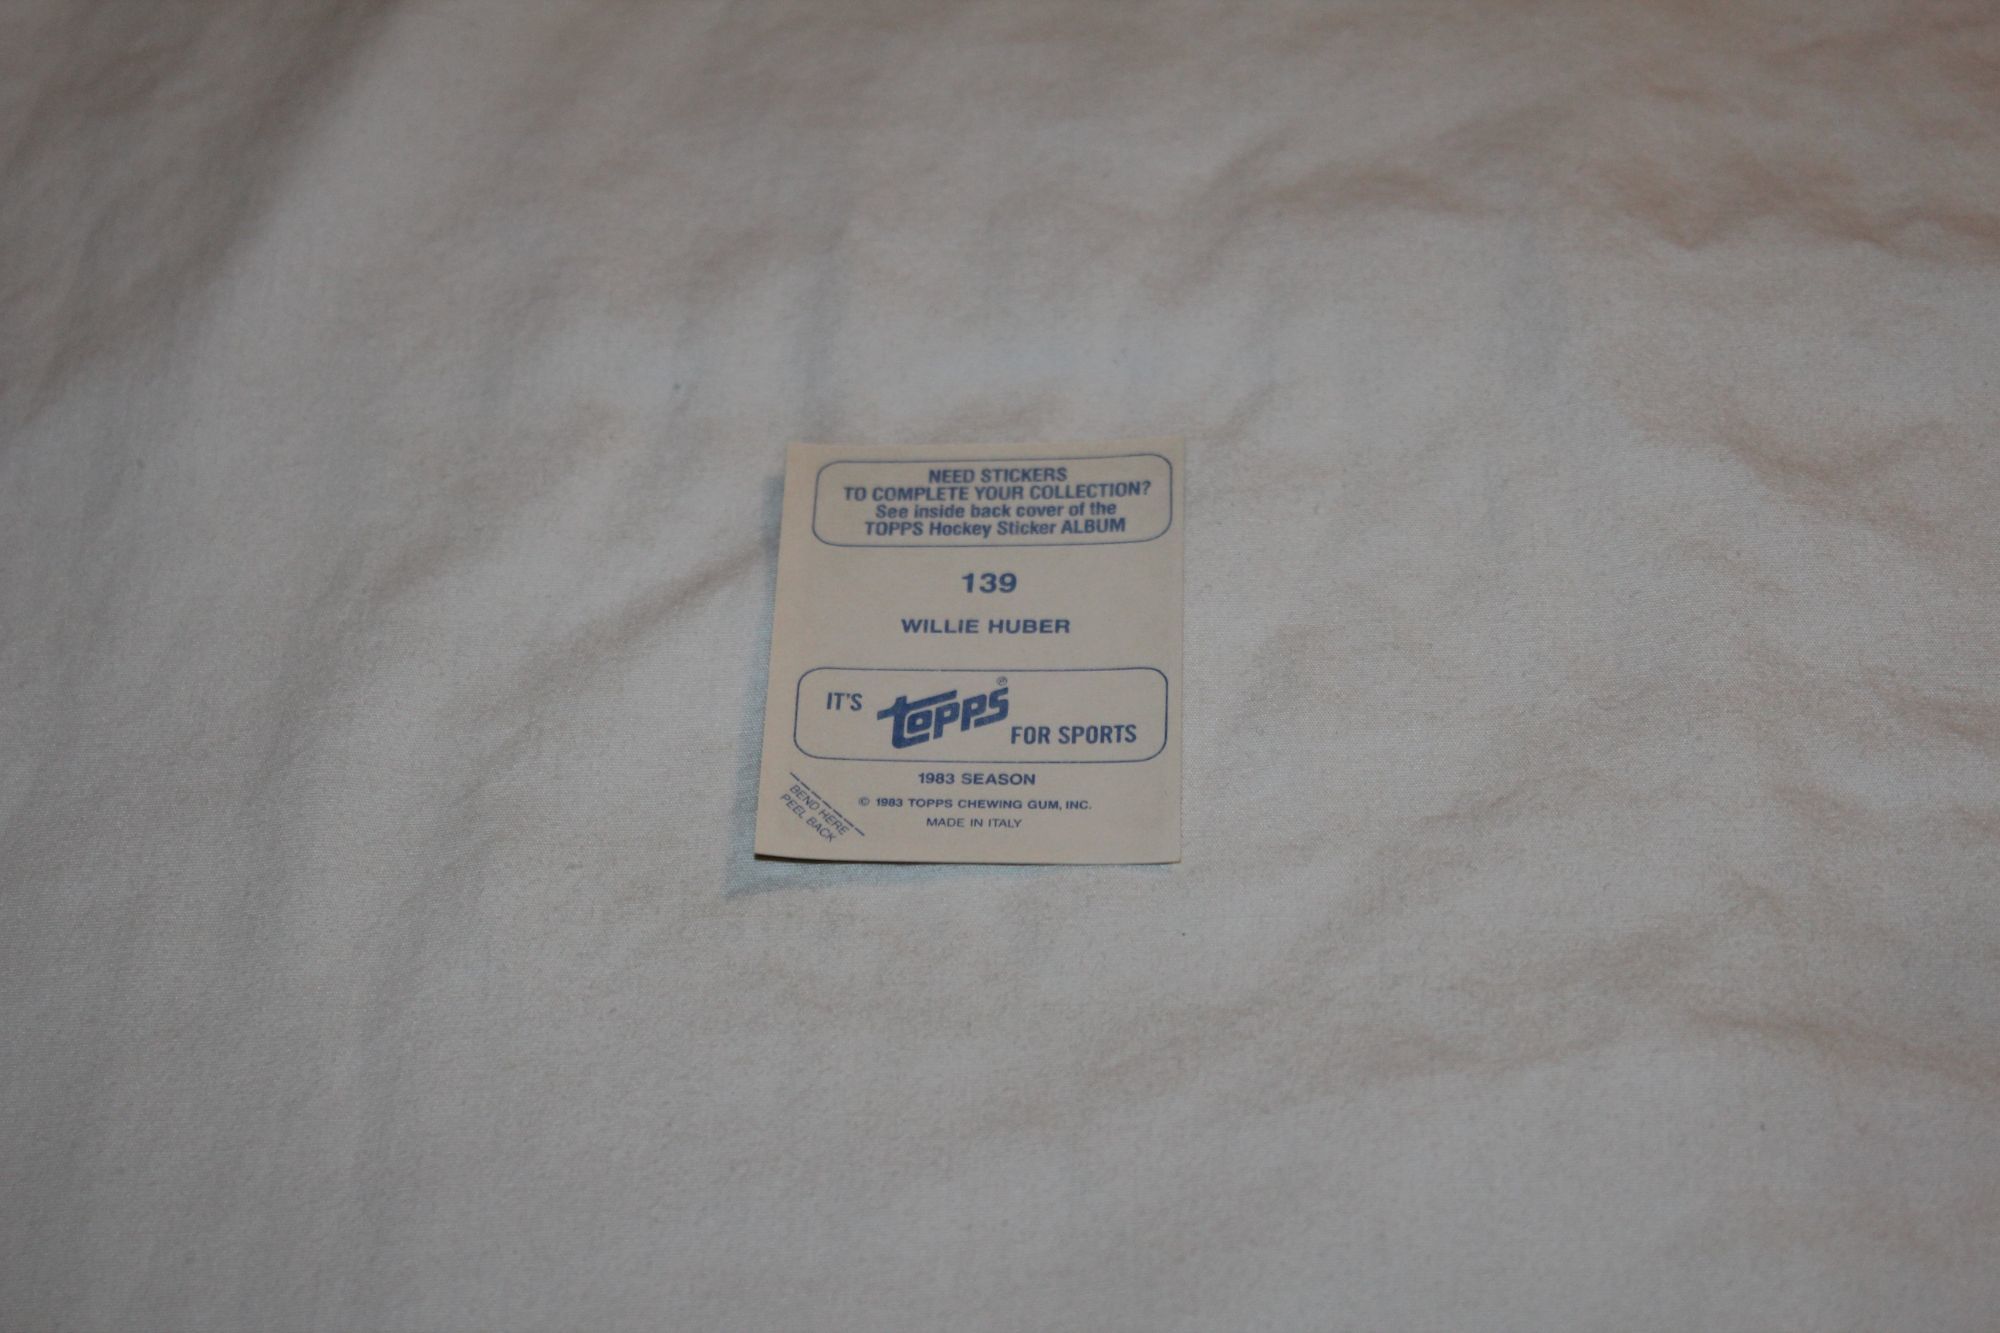 NEED STICKERS
TO COMPLETE YOUR COLLECTION?
See inside back cover of the
TOPPS Hockey Sticker ALBUM
139
WILLIE HUBER
IT'S topps® FOR SPORTS
1983 SEASON
© 1983 TOPPS CHEWING GUM, INC.
MADE IN ITALY
BEND HERE
PEEL BACK